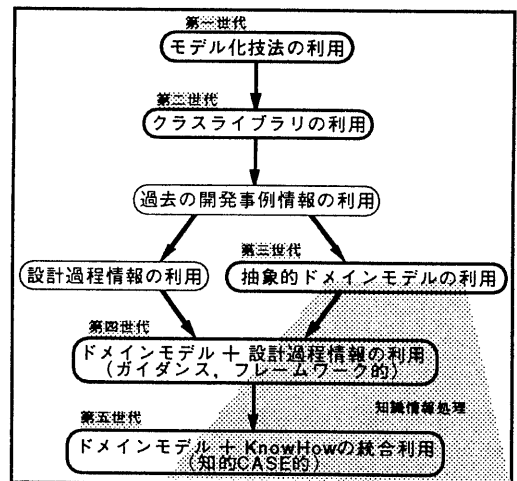 第一世代
モデル化技法の利用
第二世代
クラスライブラリの利用
過去の開発事例情報の利用
第三世代
設計過程情報の利用
抽象的ドメインモデルの利用
第四世代
ドメインモデル + 設計過程情報の利用
(ガイダンス, フレームワーク的)
知識情報処理
第五世代
ドメインモデル + KnowHowの統合利用
(知的CASE的)